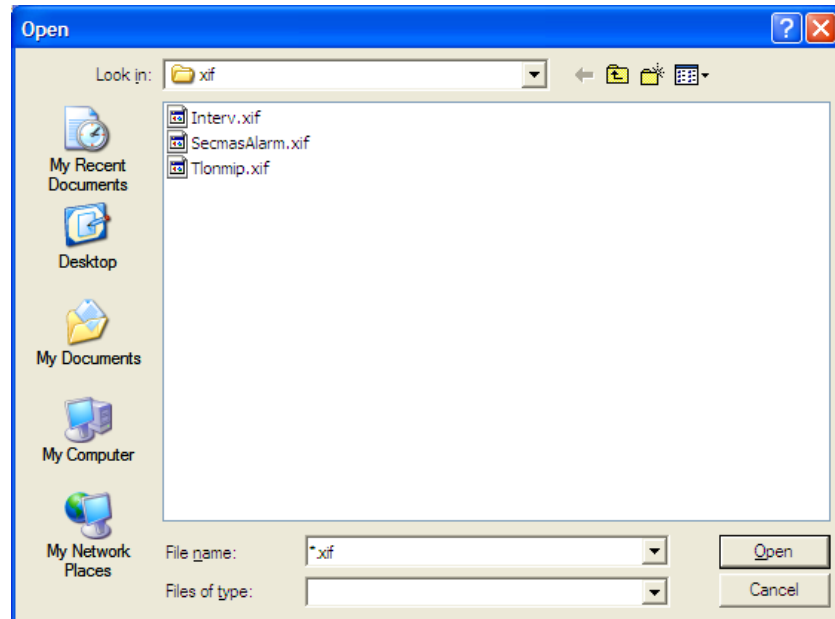 Open
Look in: xif
Interv.xif
SecmasAlarm.xif
Tlonmip.xif
My Recent
Documents
Desktop
My Documents
My Computer
My Network
Places
File name: *.xif
Open
Files of type:
Cancel